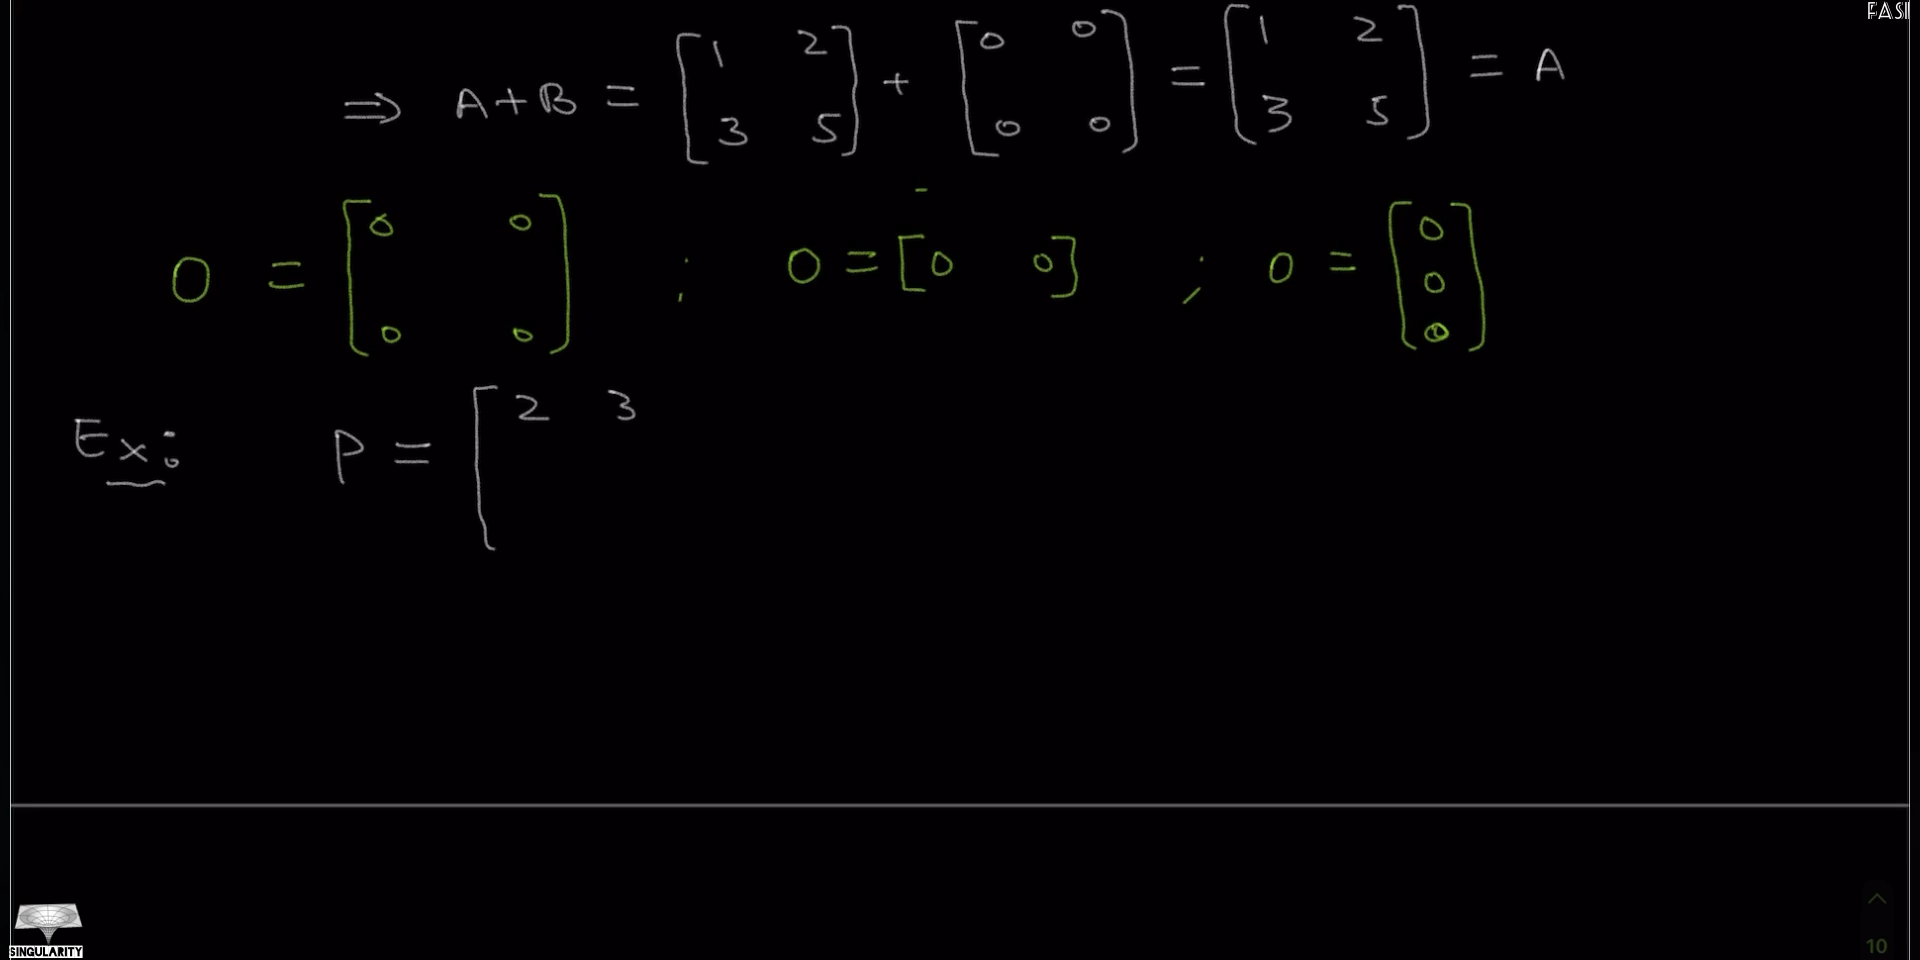 FASI
⇒ A+B = [1 2; 3 5] + [0 0; 0 0] = [1 2; 3 5] = A
0 = [0 0; 0 0] ; 0 = [0 0] ; 0 = [0; 0; 0]
Ex: P = [2 3
SINGULARITY
10